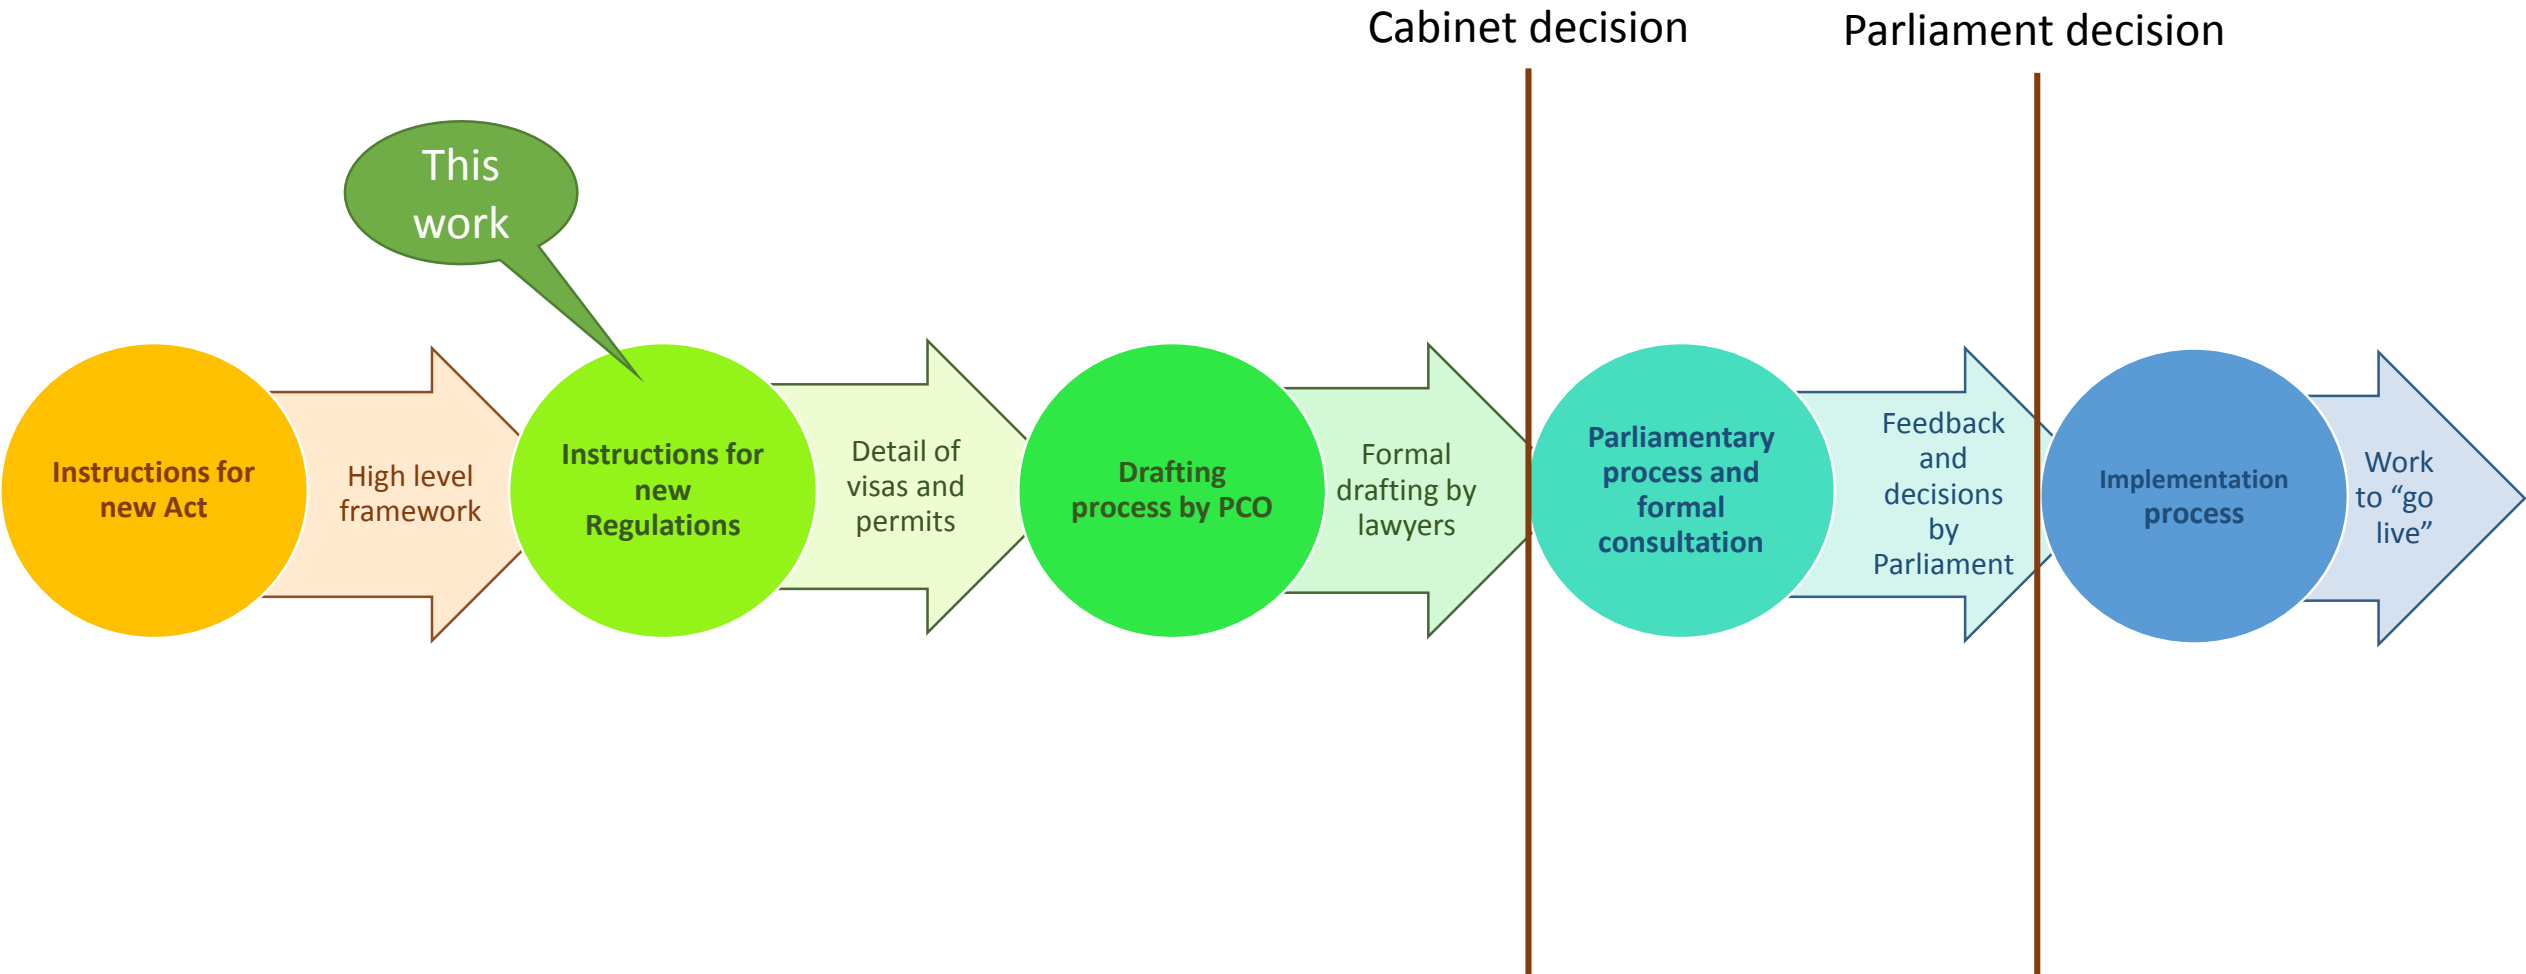 Cabinet decision
Parliament decision
This
work
Instructions for
new Act
High level
framework
Instructions for
new
Regulations
Detail of
visas and
permits
Drafting
process by PCO
Formal
drafting by
lawyers
Parliamentary
process and
formal
consultation
Feedback
and
decisions
by
Parliament
Implementation
process
Work
to “go
live”